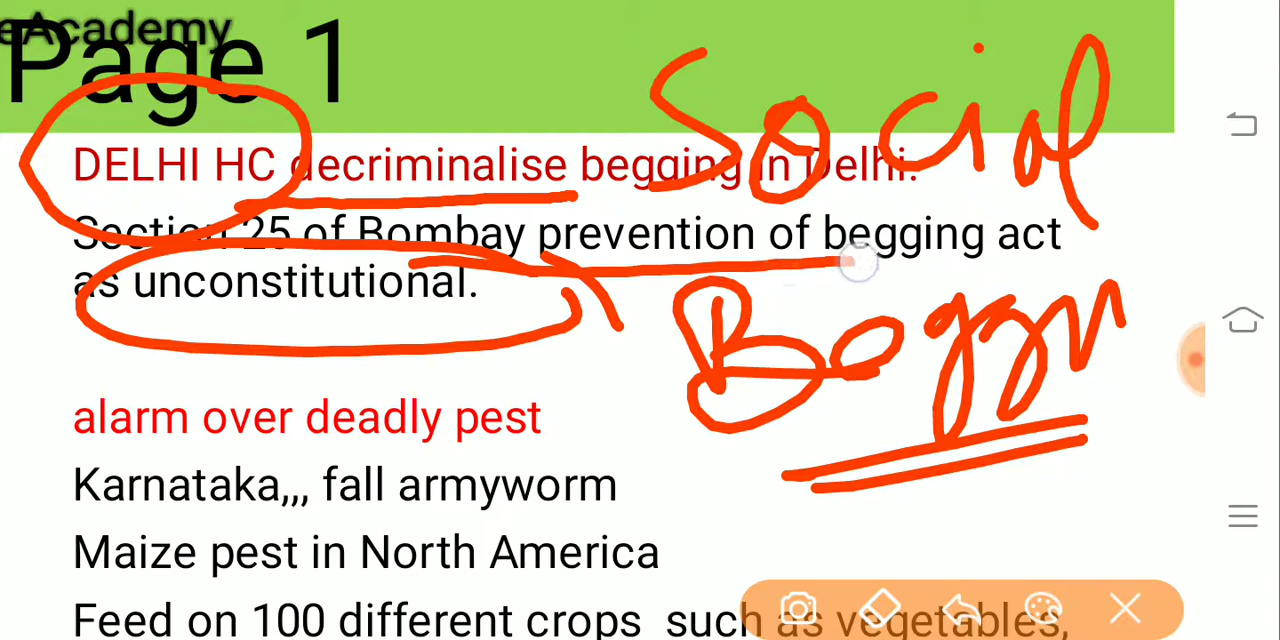 eAcademy
Page 1
Social
DELHI HC decriminalise begging in Delhi.
Section 25 of Bombay prevention of begging act
as unconstitutional.
alarm over deadly pest
Karnataka,,, fall armyworm
Maize pest in North America
Feed on 100 different crops such as vegetables,